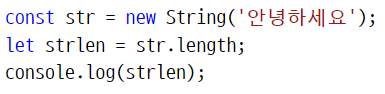 const str = new String('안녕하세요');
let strlen = str.length;
console.log(strlen);